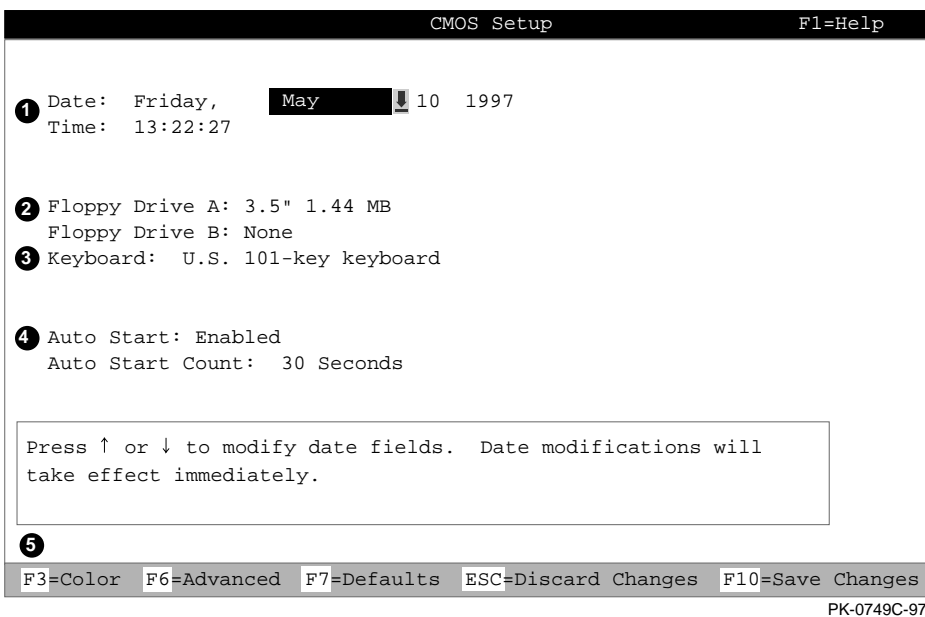 CMOS Setup F1=Help
1 Date: Friday, May 10 1997
Time: 13:22:27
2 Floppy Drive A: 3.5" 1.44 MB
Floppy Drive B: None
3 Keyboard: U.S. 101-key keyboard
4 Auto Start: Enabled
Auto Start Count: 30 Seconds
Press ↑ or ↓ to modify date fields. Date modifications will
take effect immediately.
5
F3=Color F6=Advanced F7=Defaults ESC=Discard Changes F10=Save Changes
PK-0749C-97